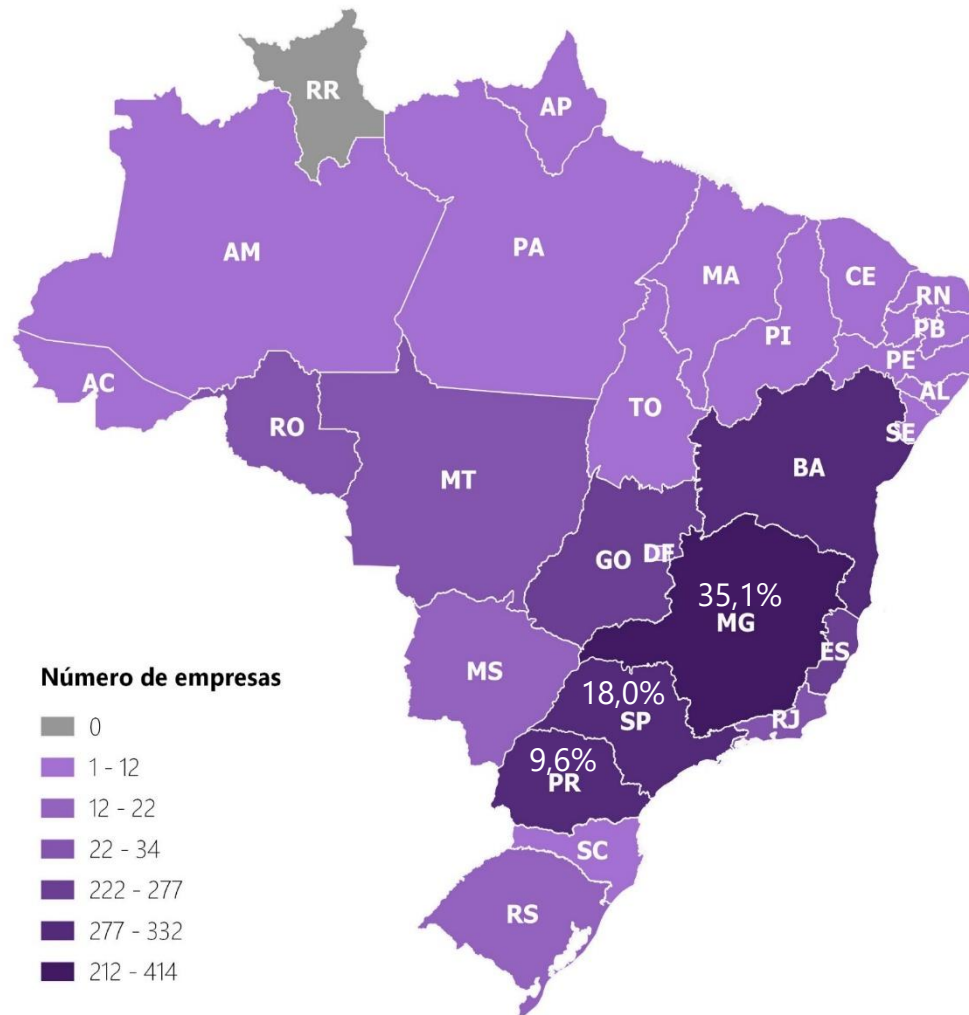 RR
AP
AM
PA
MA
CE
RN
PB
PI
PE
AC
AL
TO
SE
RO
BA
MT
GO
DF
35,1%
MG
ES
MS
18,0%
SP
RJ
9,6%
PR
SC
RS
Número de empresas
0
1 - 12
12 - 22
22 - 34
222 - 277
277 - 332
212 - 414